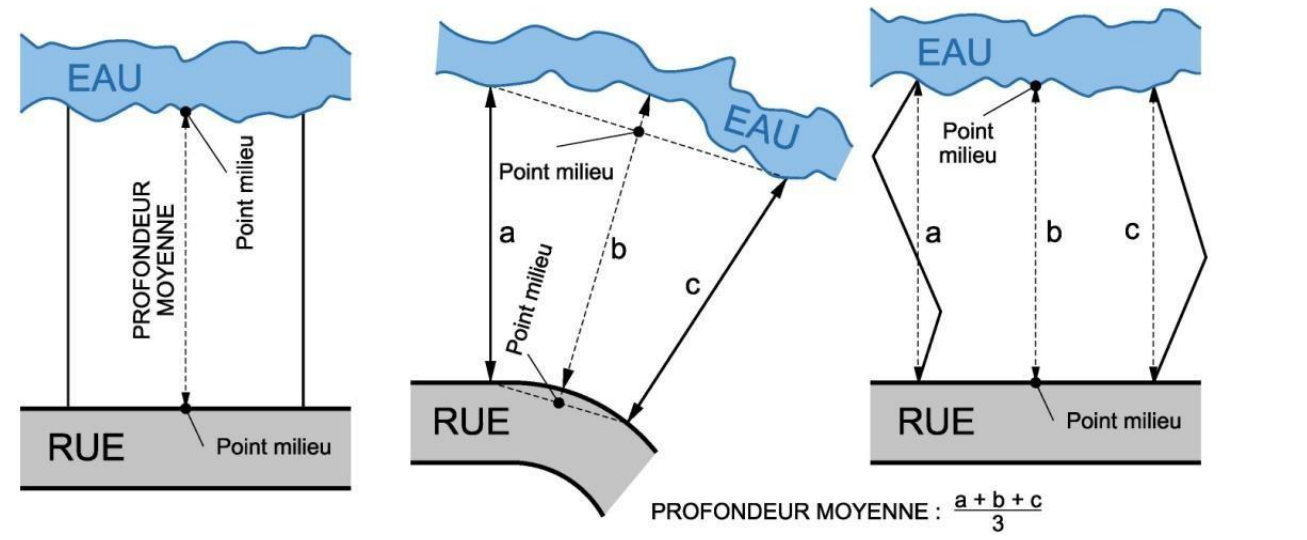 EAU
Point milieu
PROFONDEUR
MOYENNE
RUE
Point milieu
EAU
Point milieu
a
b
c
Point milieu
RUE
EAU
Point
milieu
a
b
c
RUE
Point milieu
PROFONDEUR MOYENNE : a + b + c
3